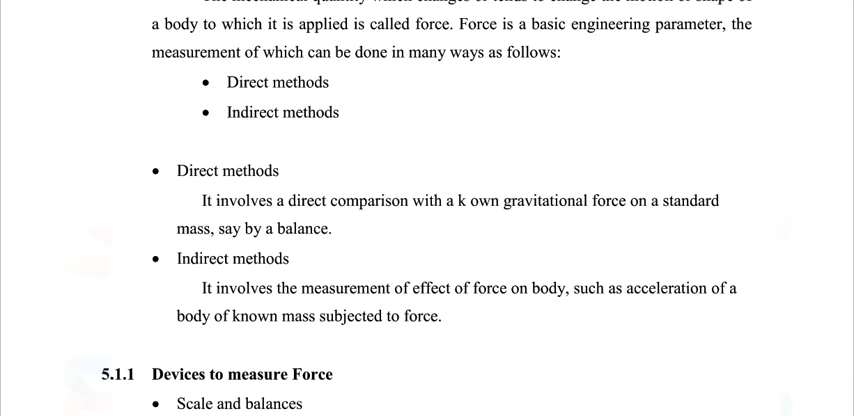 a body to which it is applied is called force. Force is a basic engineering parameter, the
measurement of which can be done in many ways as follows:
• Direct methods
• Indirect methods
• Direct methods
It involves a direct comparison with a k own gravitational force on a standard
mass, say by a balance.
• Indirect methods
It involves the measurement of effect of force on body, such as acceleration of a
body of known mass subjected to force.
5.1.1 Devices to measure Force
• Scale and balances